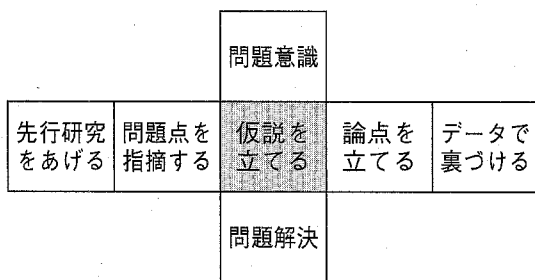 問題意識
先行研究
をあげる
問題点を
指摘する
仮説を
立てる
論点を
立てる
データで
裏づける
問題解決